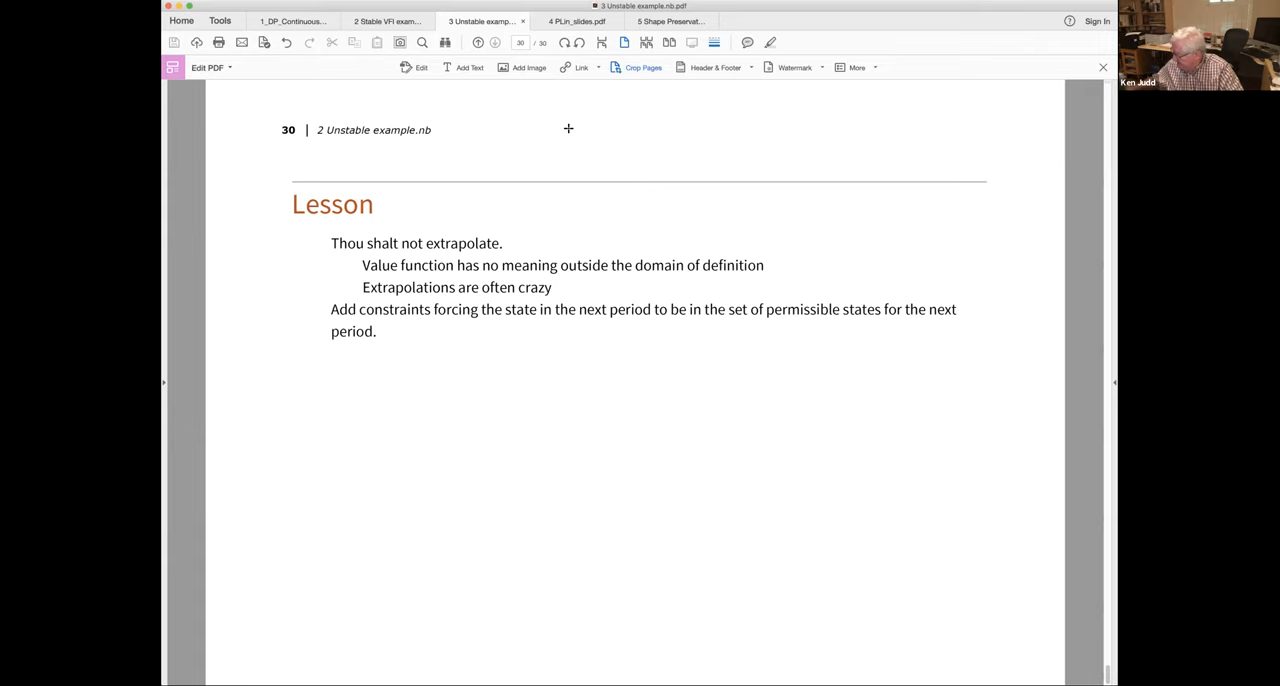 3 Unstable example.nb.pdf
Home Tools 1_DP_Continuous... 2 Stable VFI exam... 3 Unstable examp... × 4 PLin_slides.pdf 5 Shape Preservat... Sign In
30 / 30
Edit PDF Edit Add Text Add Image Link Crop Pages Header & Footer Watermark More
Ken Judd
30 | 2 Unstable example.nb
Lesson
Thou shalt not extrapolate.
Value function has no meaning outside the domain of definition
Extrapolations are often crazy
Add constraints forcing the state in the next period to be in the set of permissible states for the next
period.